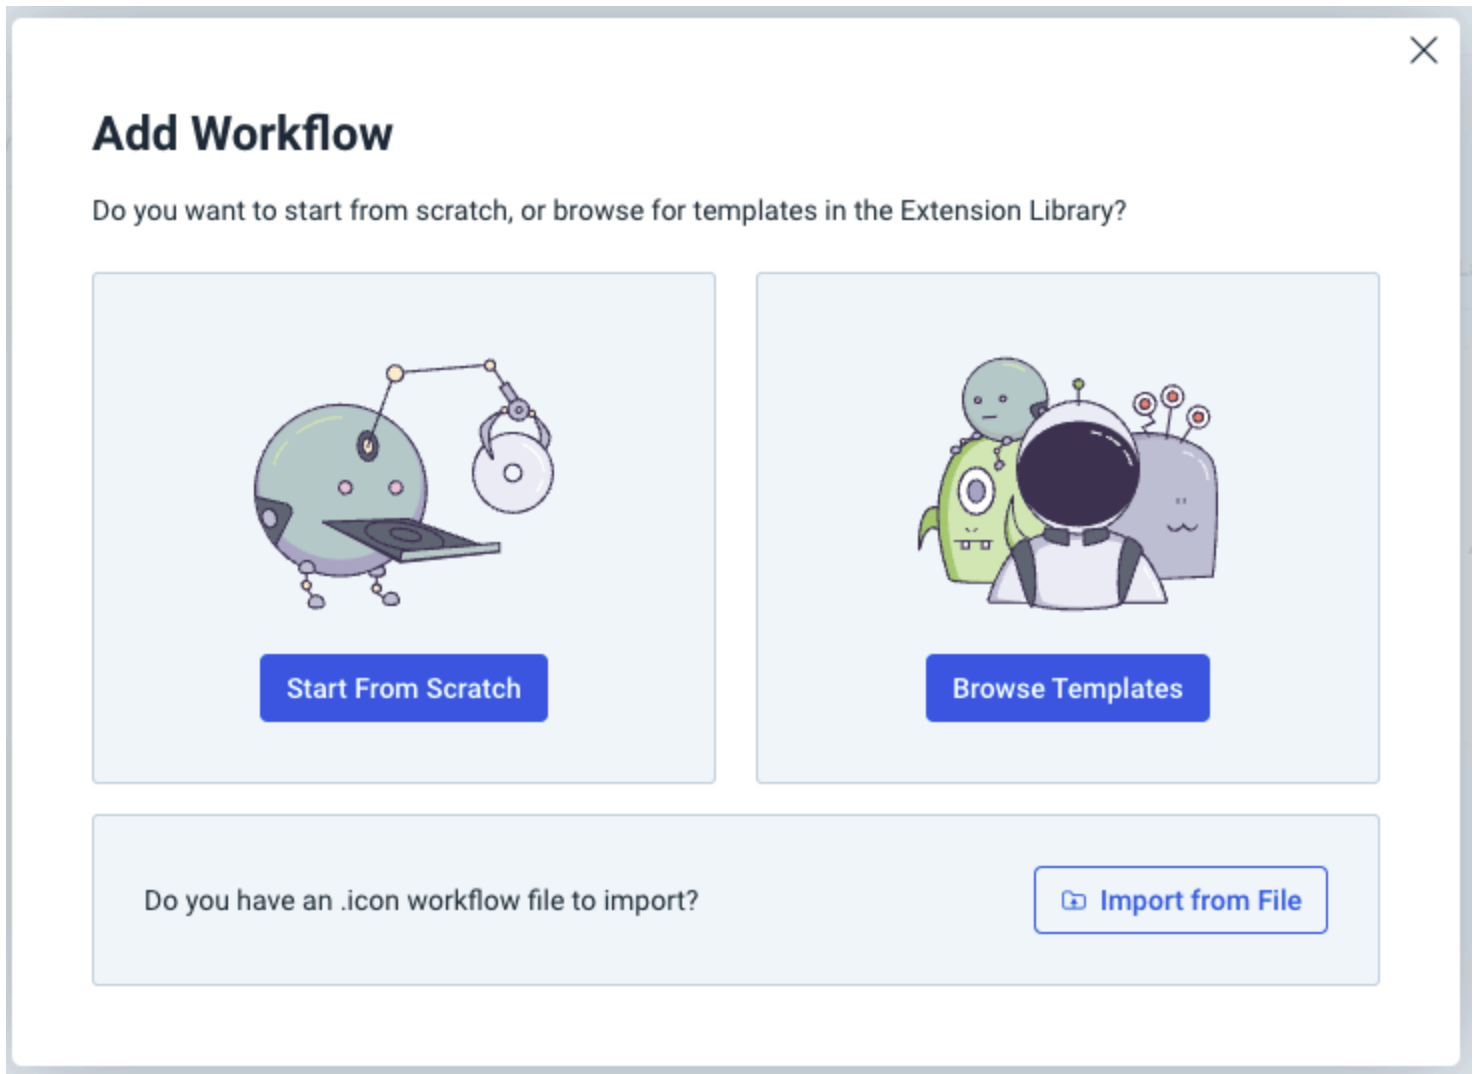 Add Workflow
Do you want to start from scratch, or browse for templates in the Extension Library?
Start From Scratch
Browse Templates
Do you have an .icon workflow file to import?
Import from File